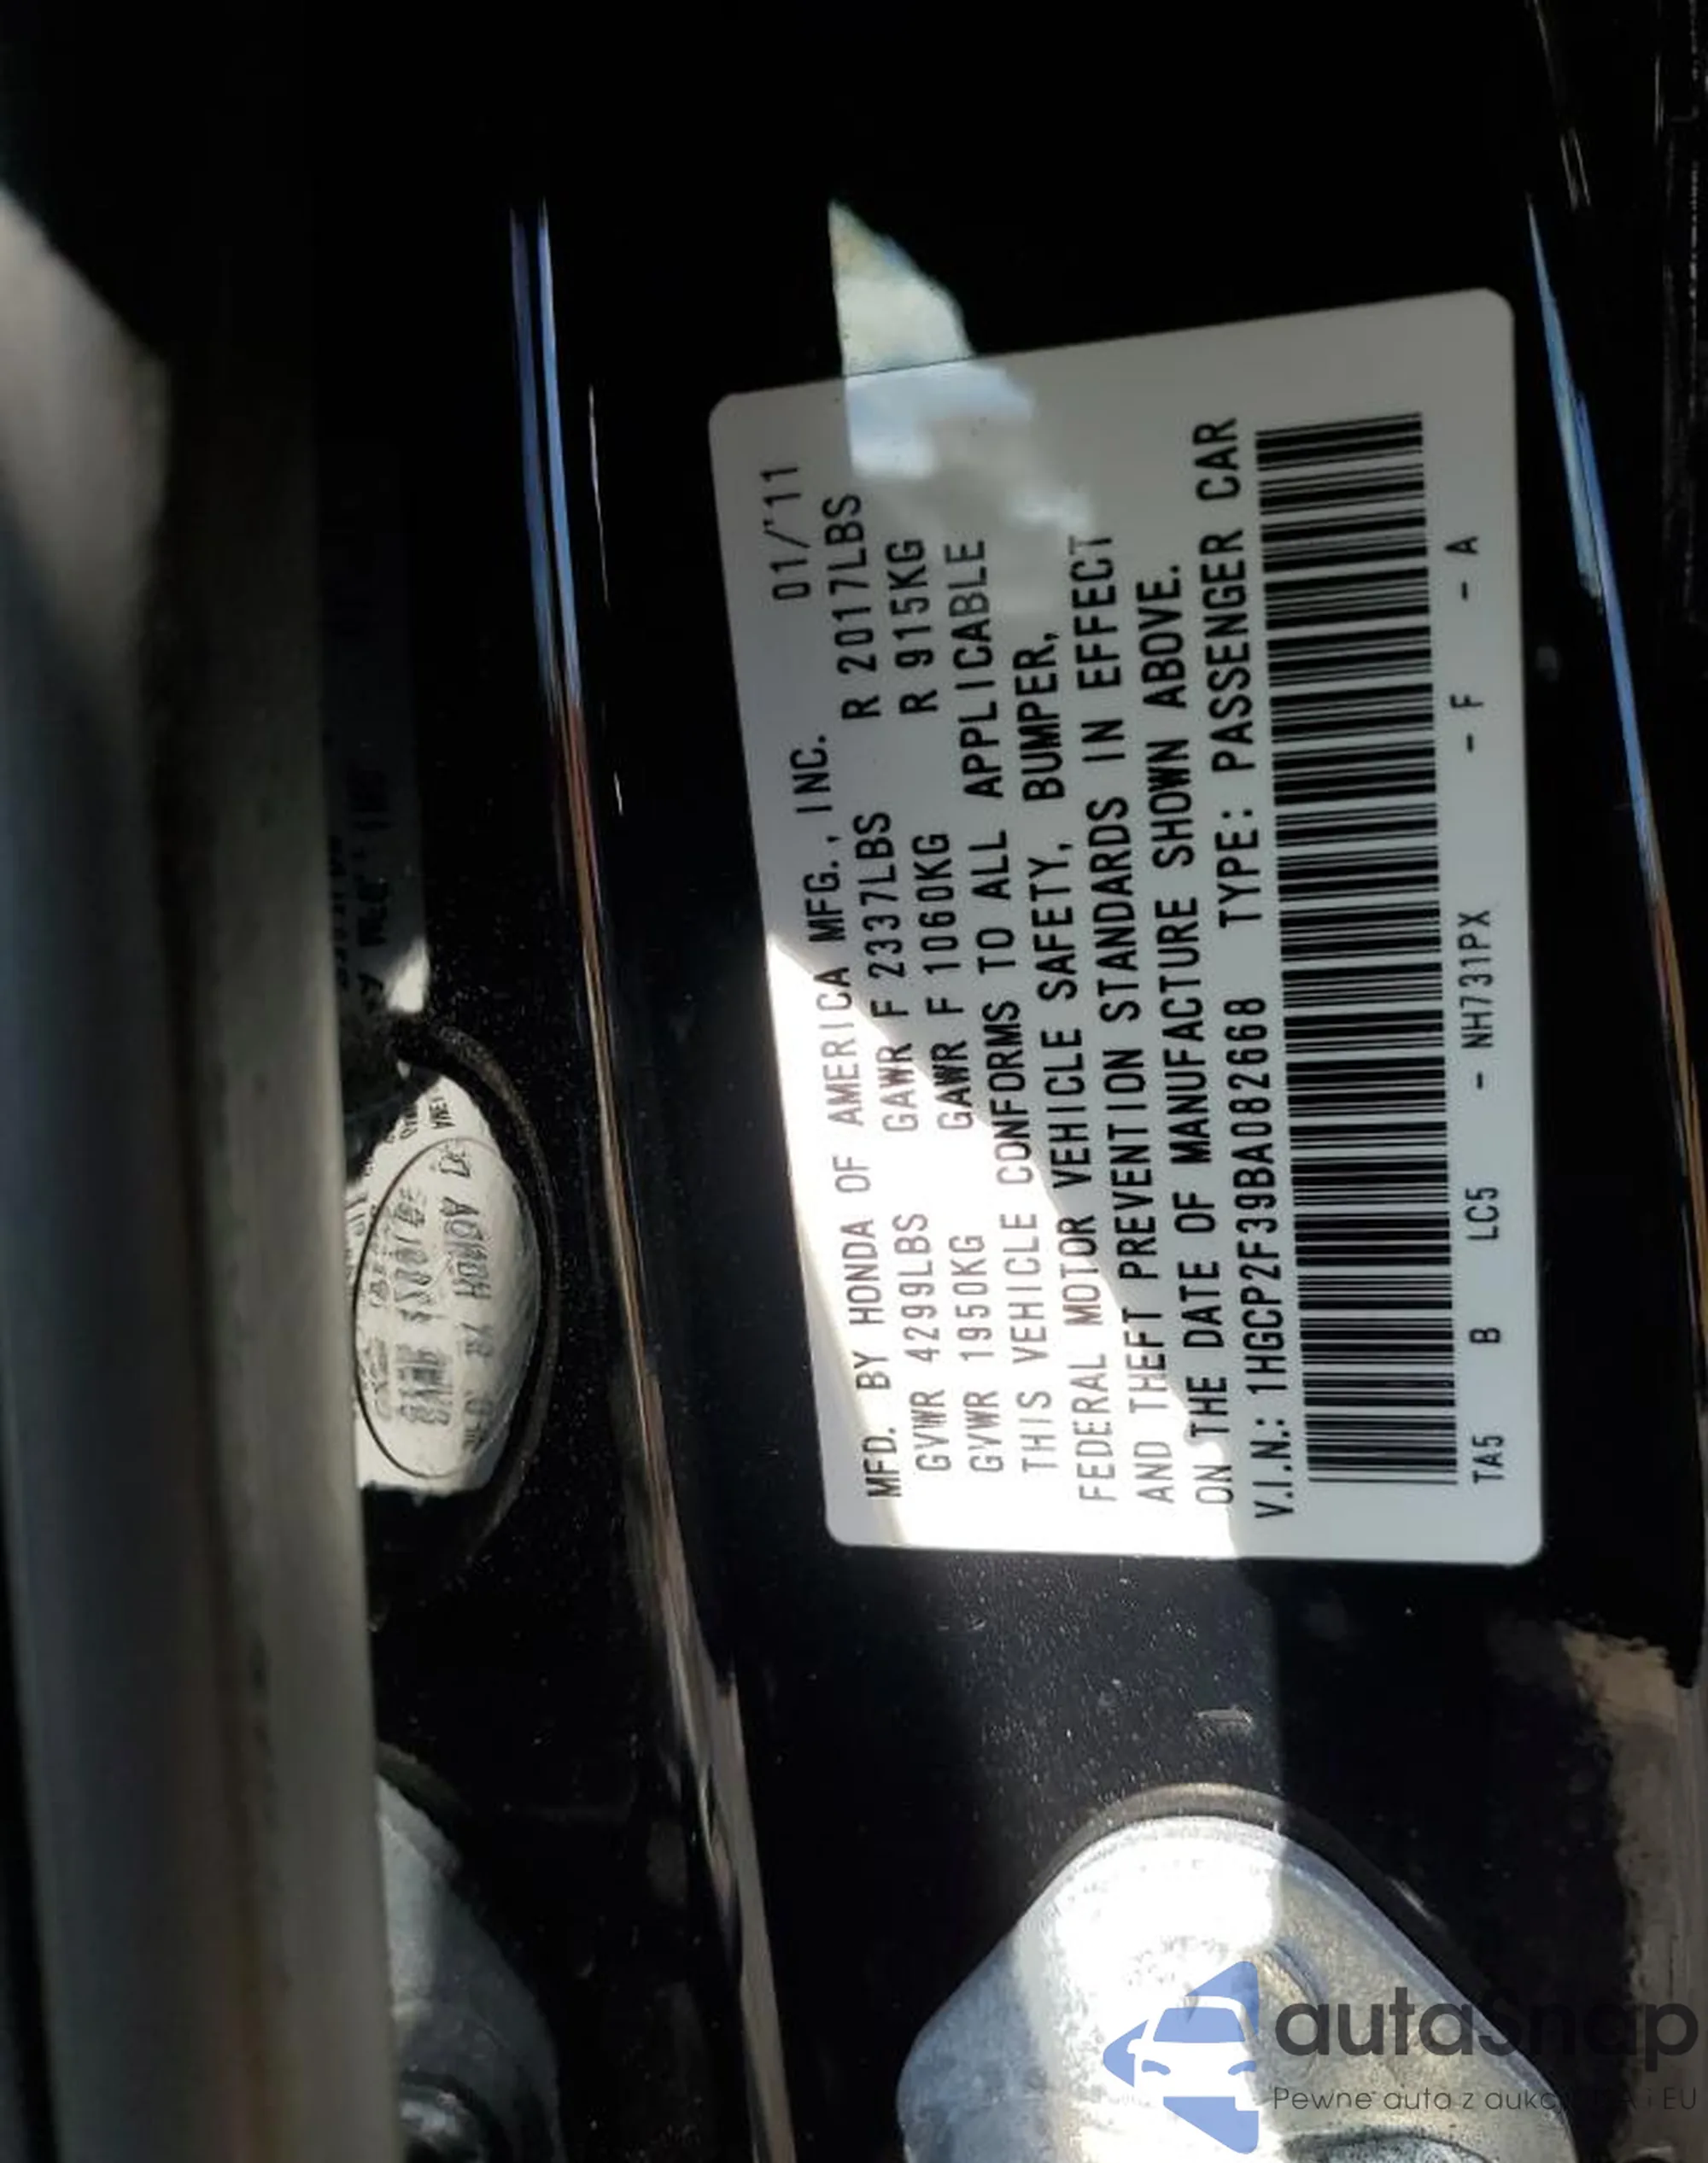 MFD. BY HONDA OF AMERICA MFG., INC. 01/'11
GVWR 4299LBS GAWR F 2337LBS R 2017LBS
GVWR 1950KG GAWR F 1060KG R 915KG
THIS VEHICLE CONFORMS TO ALL APPLICABLE
FEDERAL MOTOR VEHICLE SAFETY, BUMPER,
AND THEFT PREVENTION STANDARDS IN EFFECT
ON THE DATE OF MANUFACTURE SHOWN ABOVE.
V.I.N.: 1HGCP2F39BA082668 TYPE: PASSENGER CAR
TA5 B LC5 - NH731PX - F - A
autasnap
Pewne auta z
i EU